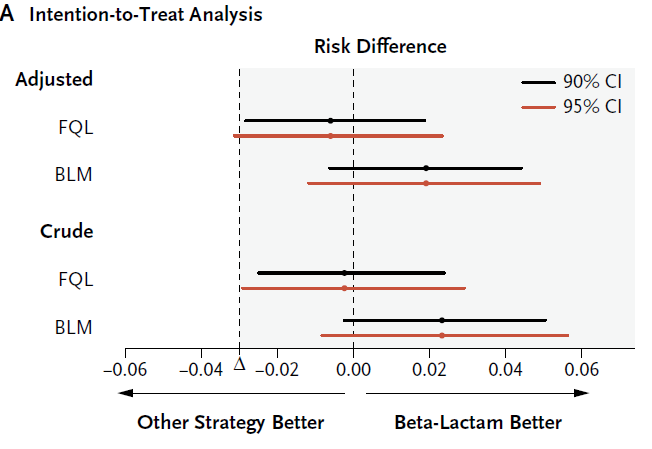 A Intention-to-Treat Analysis
Risk Difference
Adjusted
90% CI
95% CI
FQL
BLM
Crude
FQL
BLM
−0.06 −0.04 Δ −0.02 0.00 0.02 0.04 0.06
Other Strategy Better Beta-Lactam Better